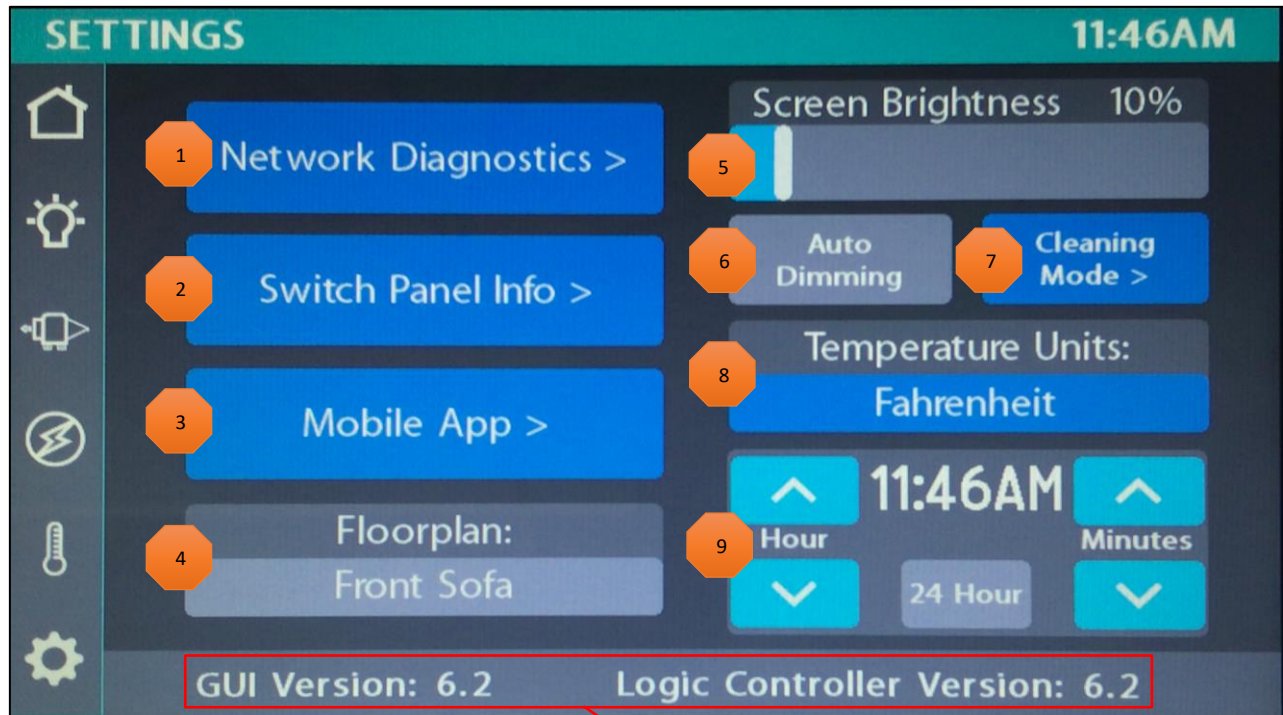 SETTINGS 11:46AM
1 Network Diagnostics >
2 Switch Panel Info >
3 Mobile App >
4 Floorplan:
Front Sofa
Screen Brightness 10%
5
6 Auto
Dimming
7 Cleaning
Mode >
8 Temperature Units:
Fahrenheit
11:46AM
9 Hour Minutes
24 Hour
GUI Version: 6.2 Logic Controller Version: 6.2